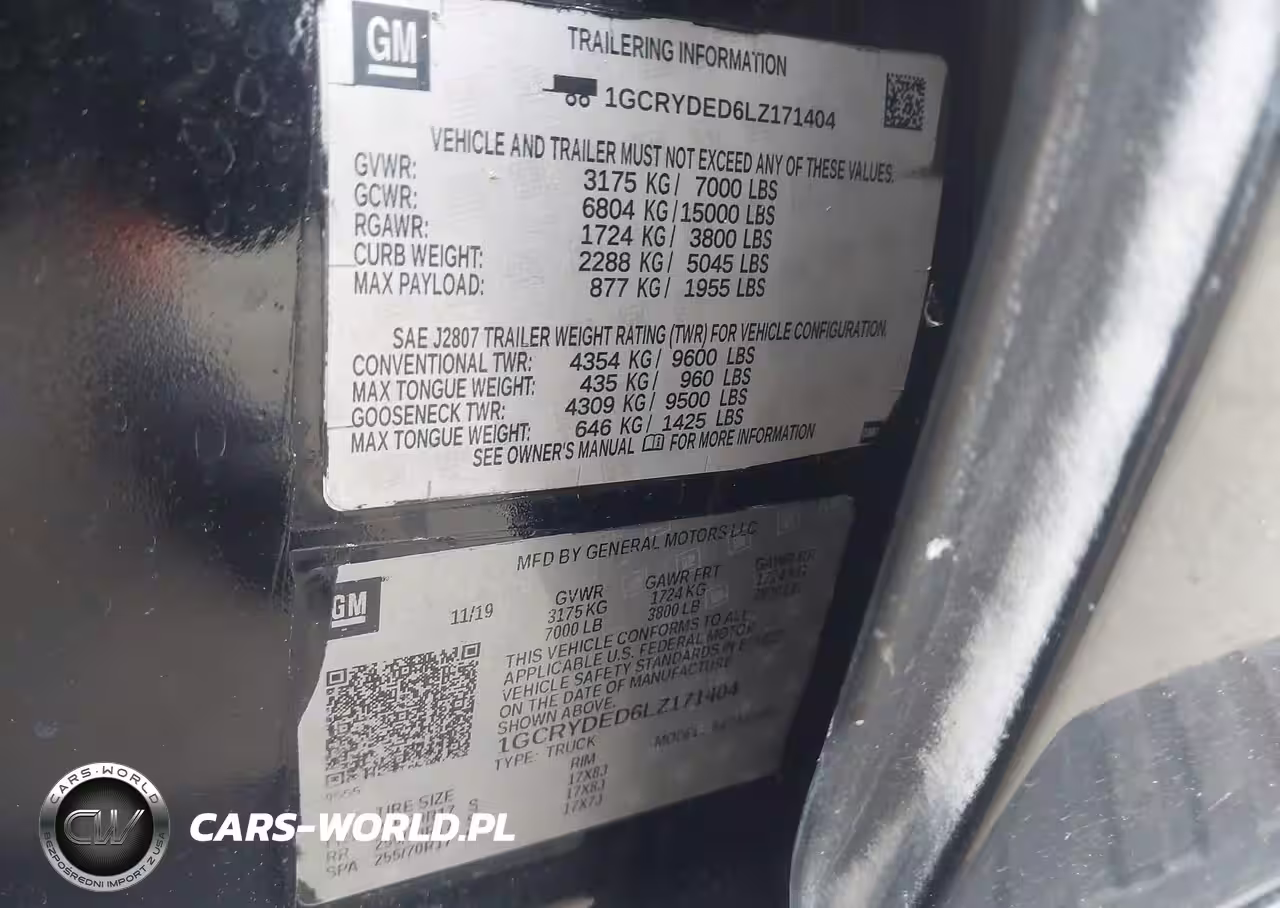 GM
TRAILERING INFORMATION
1GCRYDED6LZ171404
VEHICLE AND TRAILER MUST NOT EXCEED ANY OF THESE VALUES.
GVWR: 3175 KG/ 7000 LBS
GCWR: 6804 KG/15000 LBS
RGAWR: 1724 KG/ 3800 LBS
CURB WEIGHT: 2288 KG/ 5045 LBS
MAX PAYLOAD: 877 KG/ 1955 LBS
SAE J2807 TRAILER WEIGHT RATING (TWR) FOR VEHICLE CONFIGURATION.
CONVENTIONAL TWR: 4354 KG/ 9600 LBS
MAX TONGUE WEIGHT: 435 KG/ 960 LBS
GOOSENECK TWR: 4309 KG/ 9500 LBS
MAX TONGUE WEIGHT: 646 KG/ 1425 LBS
SEE OWNER'S MANUAL FOR MORE INFORMATION
MFD BY GENERAL MOTORS LLC
GM
11/19
GVWR GAWR FRT GAWR RR
3175 KG 1724 KG 1724 KG
7000 LB 3800 LB
THIS VEHICLE CONFORMS TO ALL
APPLICABLE U.S. FEDERAL MOTOR
VEHICLE SAFETY STANDARDS IN EFFECT
ON THE DATE OF MANUFACTURE
SHOWN ABOVE.
1GCRYDED6LZ171404
TYPE: TRUCK MODEL:
TIRE SIZE RIM
17X8J
RR 17X8J
SPA 255/70R17 17X7J
CARS-WORLD
CW
BEZPOŚREDNI IMPORT Z USA
CARS-WORLD.PL